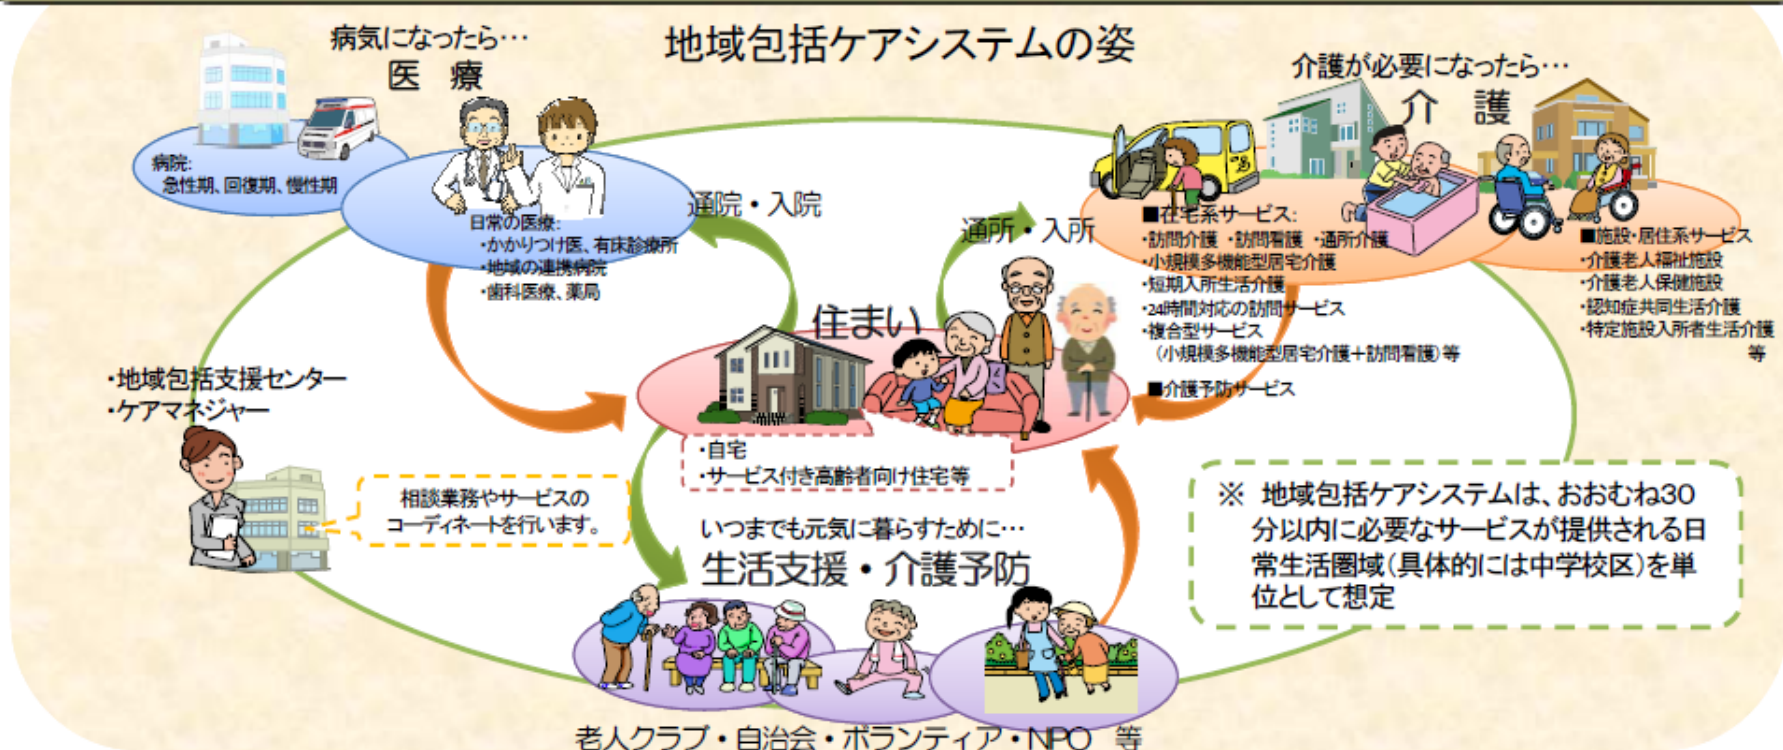 地域包括ケアシステムの姿
病気になったら…
医　療
病院:
急性期、回復期、慢性期
日常の医療:
・かかりつけ医、有床診療所
・地域の連携病院
・歯科医療、薬局
通院・入院
通所・入所
介護が必要になったら…
介　護
■在宅系サービス:
・訪問介護 ・訪問看護 ・通所介護
・小規模多機能型居宅介護
・短期入所生活介護
・24時間対応の訪問サービス
・複合型サービス
（小規模多機能型居宅介護＋訪問看護）等
■介護予防サービス
■施設・居住系サービス
・介護老人福祉施設
・介護老人保健施設
・認知症共同生活介護
・特定施設入所者生活介護
等
住まい
・自宅
・サービス付き高齢者向け住宅等
・地域包括支援センター
・ケアマネジャー
相談業務やサービスの
コーディネートを行います。
いつまでも元気に暮らすために…
生活支援・介護予防
老人クラブ・自治会・ボランティア・NPO　等
※　地域包括ケアシステムは、おおむね30
分以内に必要なサービスが提供される日
常生活圏域（具体的には中学校区）を単
位として想定